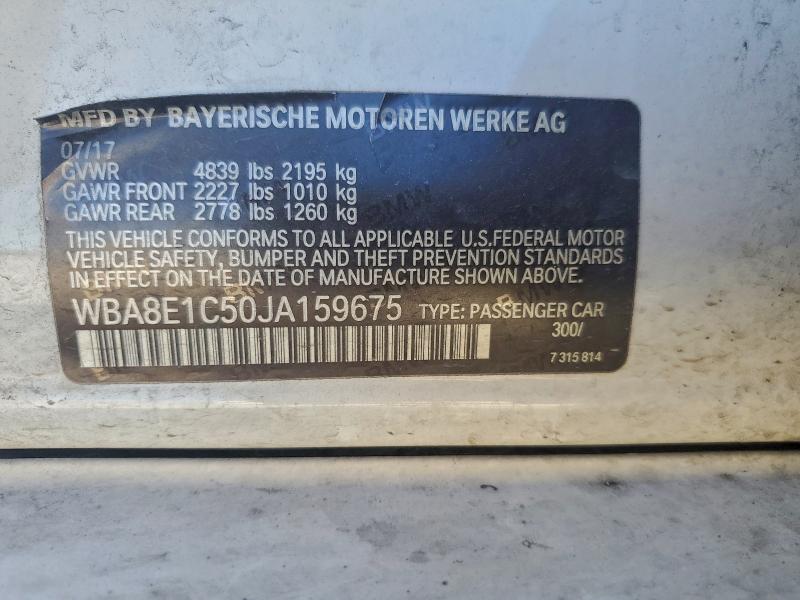 MFD BY BAYERISCHE MOTOREN WERKE AG
07/17
GVWR 4839 lbs 2195 kg
GAWR FRONT 2227 lbs 1010 kg
GAWR REAR 2778 lbs 1260 kg
THIS VEHICLE CONFORMS TO ALL APPLICABLE U.S.FEDERAL MOTOR
VEHICLE SAFETY, BUMPER AND THEFT PREVENTION STANDARDS
IN EFFECT ON THE DATE OF MANUFACTURE SHOWN ABOVE.
WBA8E1C50JA159675 TYPE: PASSENGER CAR
300/
7 315 814